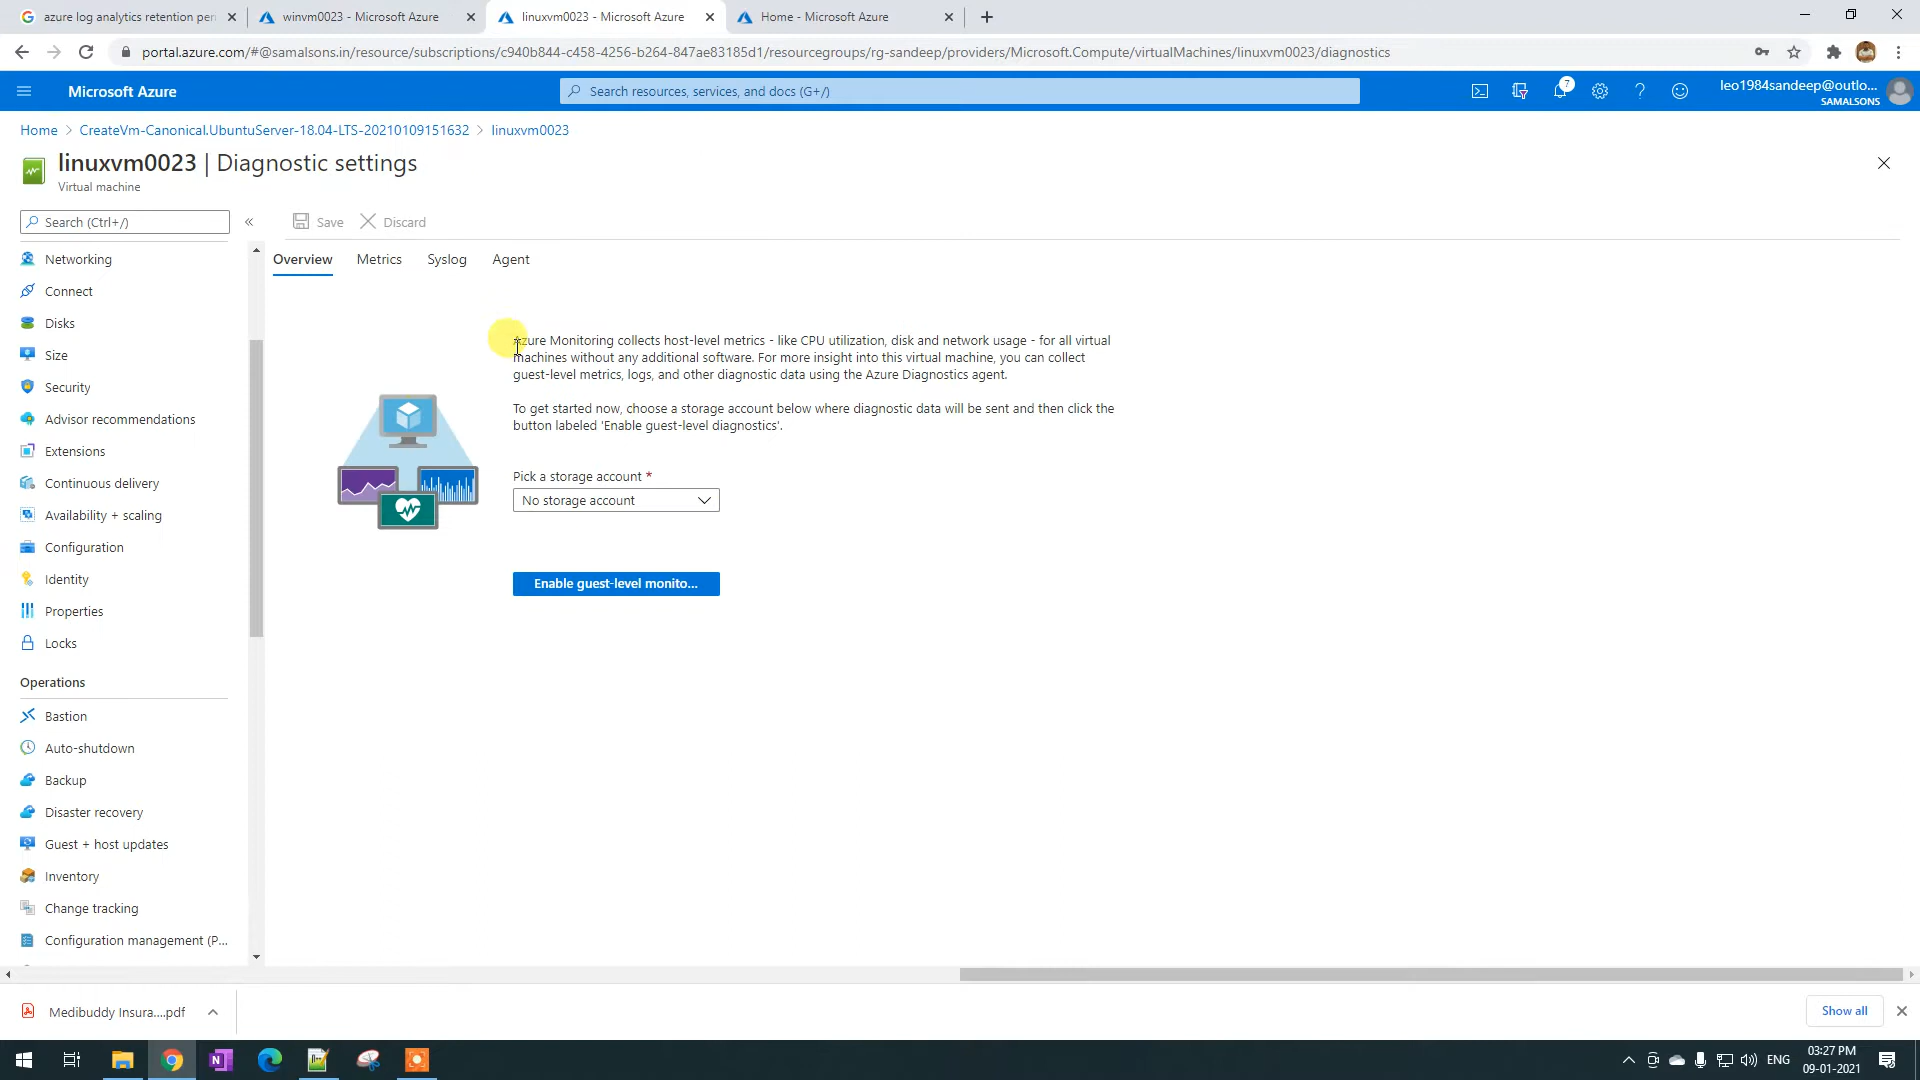 azure log analytics retention per
winvm0023 - Microsoft Azure
linuxvm0023 - Microsoft Azure
Home - Microsoft Azure
portal.azure.com/#@samalsons.in/resource/subscriptions/c940b844-c458-4256-b264-847ae83185d1/resourcegroups/rg-sandeep/providers/Microsoft.Compute/virtualMachines/linuxvm0023/diagnostics
Microsoft Azure
Search resources, services, and docs (G+/)
7
leo1984sandeep@outlo...
SAMALSONS
Home > CreateVm-Canonical.UbuntuServer-18.04-LTS-20210109151632 > linuxvm0023
linuxvm0023 | Diagnostic settings
Virtual machine
Search (Ctrl+/)
«
Save
Discard
Networking
Connect
Disks
Size
Security
Advisor recommendations
Extensions
Continuous delivery
Availability + scaling
Configuration
Identity
Properties
Locks
Operations
Bastion
Auto-shutdown
Backup
Disaster recovery
Guest + host updates
Inventory
Change tracking
Configuration management (P...
Overview
Metrics
Syslog
Agent
Azure Monitoring collects host-level metrics - like CPU utilization, disk and network usage - for all virtual
machines without any additional software. For more insight into this virtual machine, you can collect
guest-level metrics, logs, and other diagnostic data using the Azure Diagnostics agent.
To get started now, choose a storage account below where diagnostic data will be sent and then click the
button labeled 'Enable guest-level diagnostics'.
Pick a storage account *
No storage account
Enable guest-level monito...
Medibuddy Insura....pdf
Show all
ENG
03:27 PM
09-01-2021